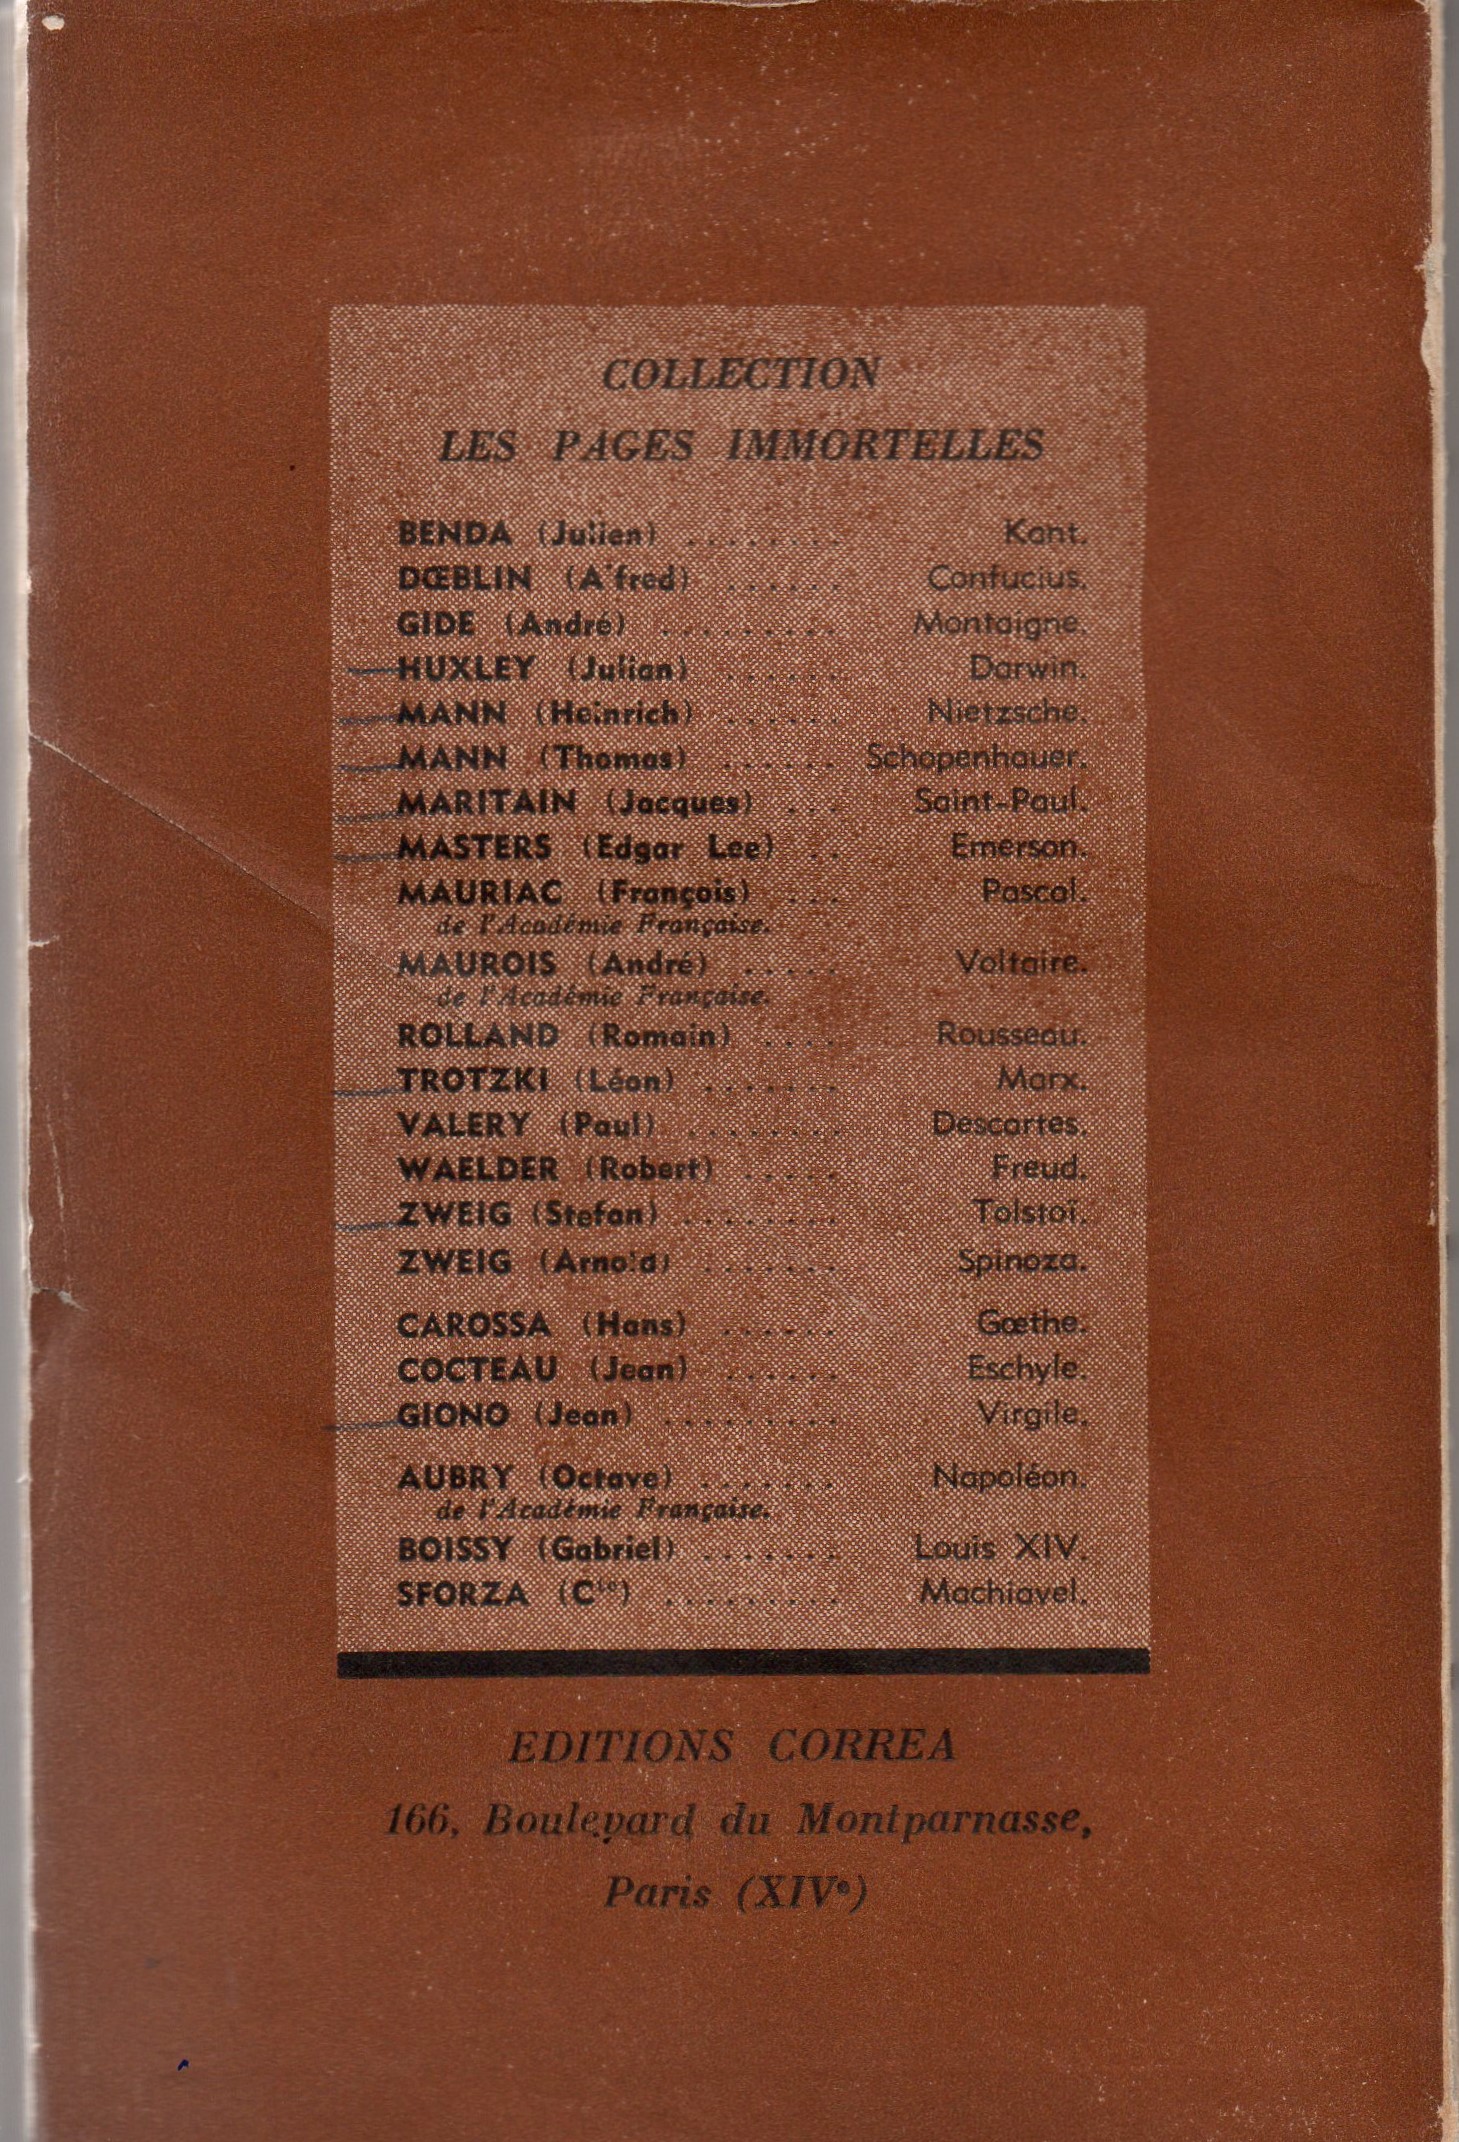 COLLECTION
LES PAGES IMMORTELLES
BENDA (Julien) ........ Kant.
DŒBLIN (Alfred) ...... Confucius.
GIDE (André) ......... Montaigne.
HUXLEY (Julian) ...... Darwin.
MANN (Heinrich) ...... Nietzsche.
MANN (Thomas) ...... Schopenhauer.
MARITAIN (Jacques) ... Saint-Paul.
MASTERS (Edgar Lee) .. Emerson.
MAURIAC (François) ... Pascal.
de l'Académie Française.
MAUROIS (André) ..... Voltaire.
de l'Académie Française.
ROLLAND (Romain) .... Rousseau.
TROTZKI (Léon) ....... Marx.
VALERY (Paul) ........ Descartes.
WAELDER (Robert) ..... Freud.
ZWEIG (Stefan) ........ Tolstoï.
ZWEIG (Arnold) ....... Spinoza.
CAROSSA (Hans) ...... Gœthe.
COCTEAU (Jean) ...... Eschyle.
GIONO (Jean) ......... Virgile.
AUBRY (Octave) ....... Napoléon.
de l'Académie Française.
BOISSY (Gabriel) ....... Louis XIV.
SFORZA (Cte) ......... Machiavel.
EDITIONS CORREA
166, Boulevard du Montparnasse,
Paris (XIVe)